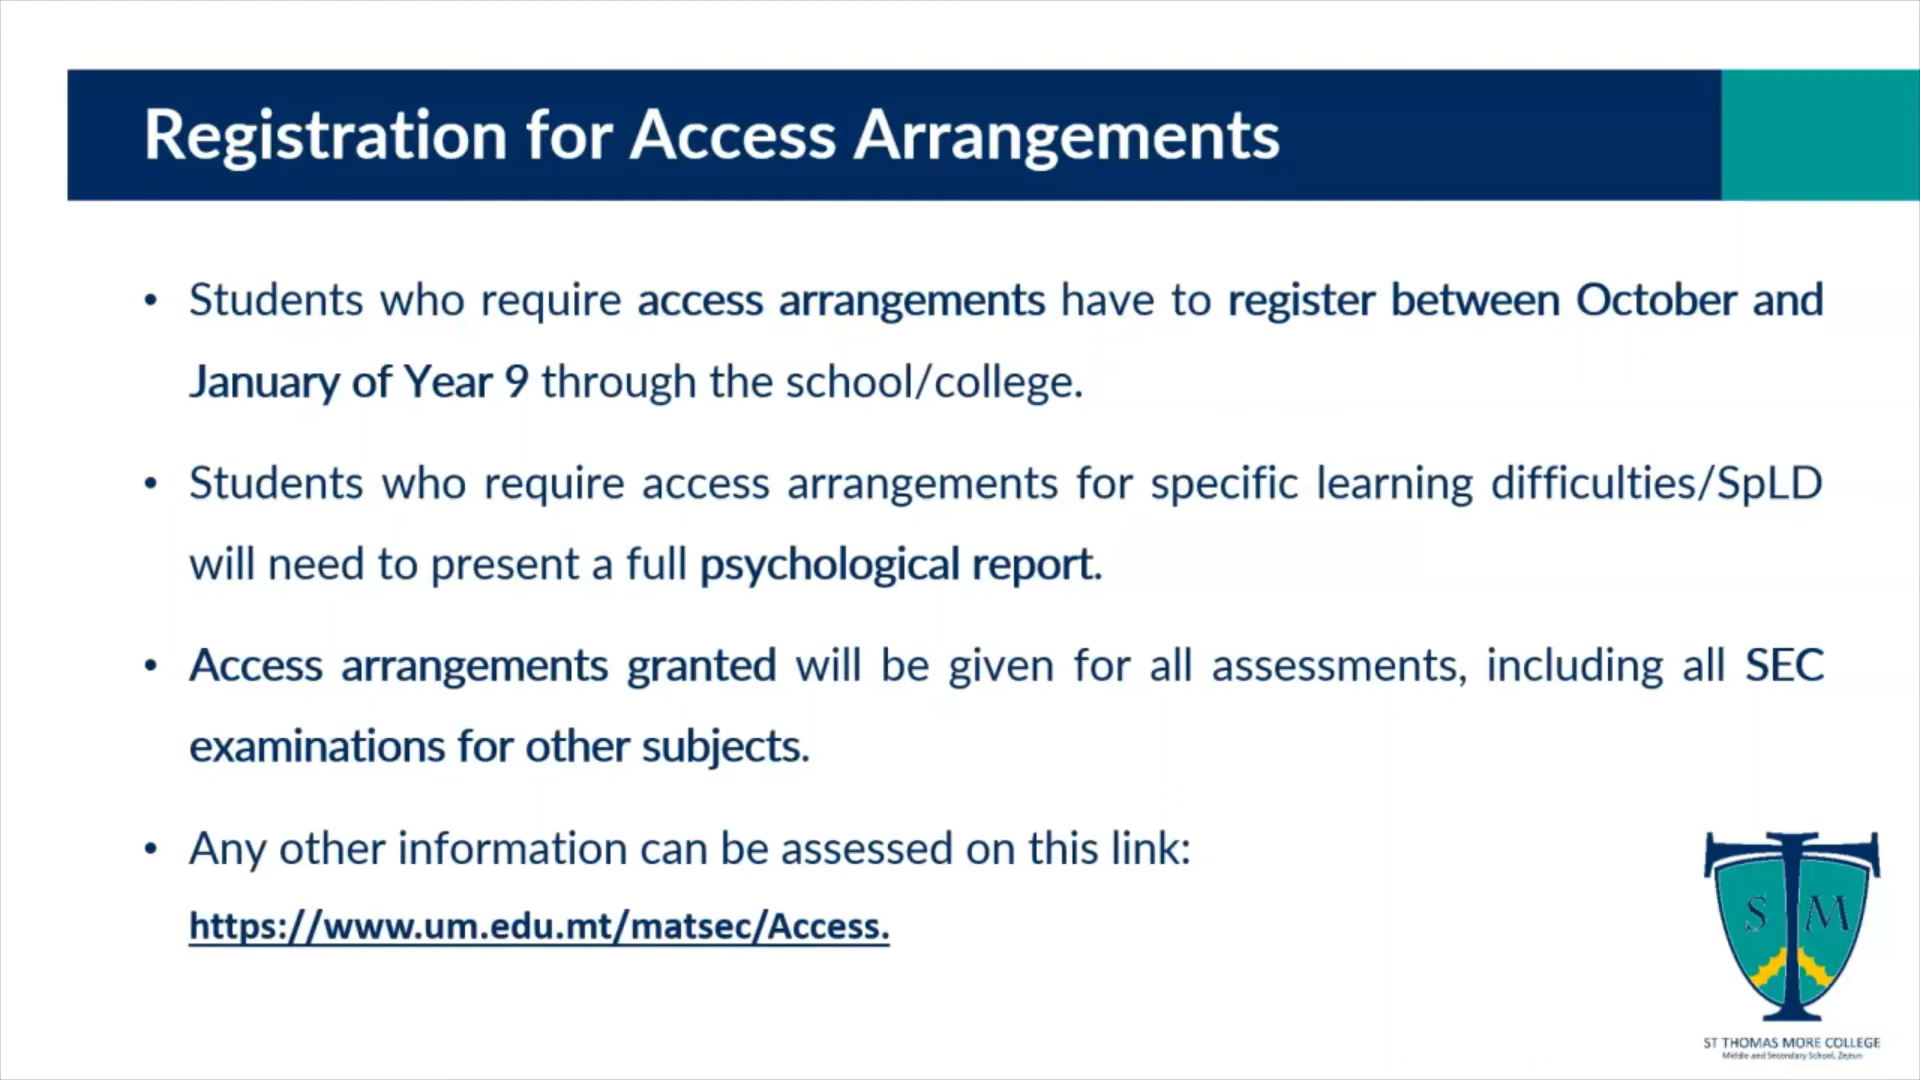 Registration for Access Arrangements
• Students who require access arrangements have to register between October and
January of Year 9 through the school/college.
• Students who require access arrangements for specific learning difficulties/SpLD
will need to present a full psychological report.
• Access arrangements granted will be given for all assessments, including all SEC
examinations for other subjects.
• Any other information can be assessed on this link:
https://www.um.edu.mt/matsec/Access.
S M
ST THOMAS MORE COLLEGE
Middle and Secondary School, Żejtun